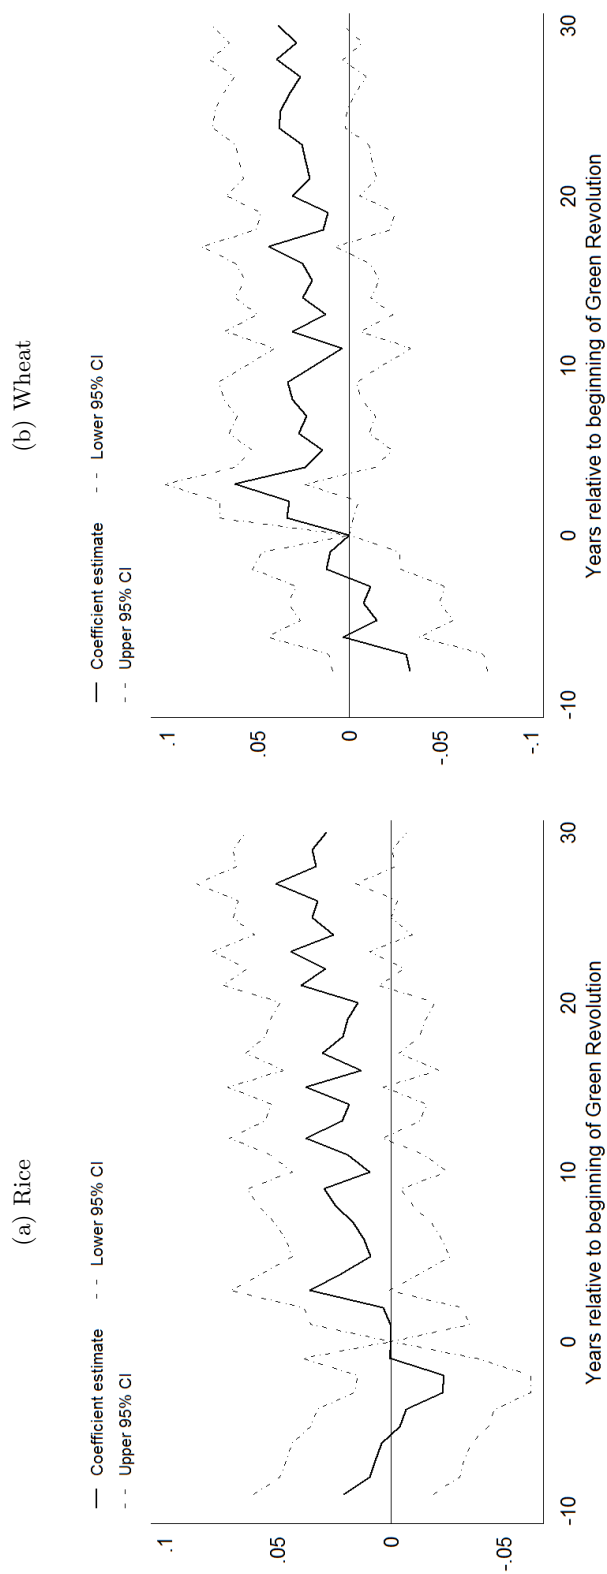 (a) Rice
Coefficient estimate -- Lower 95% CI
-- Upper 95% CI
.1
.05
0
-.05
-10 0 10 20 30
Years relative to beginning of Green Revolution
(b) Wheat
Coefficient estimate -- Lower 95% CI
-- Upper 95% CI
.1
.05
0
-.05
-.1
-10 0 10 20 30
Years relative to beginning of Green Revolution